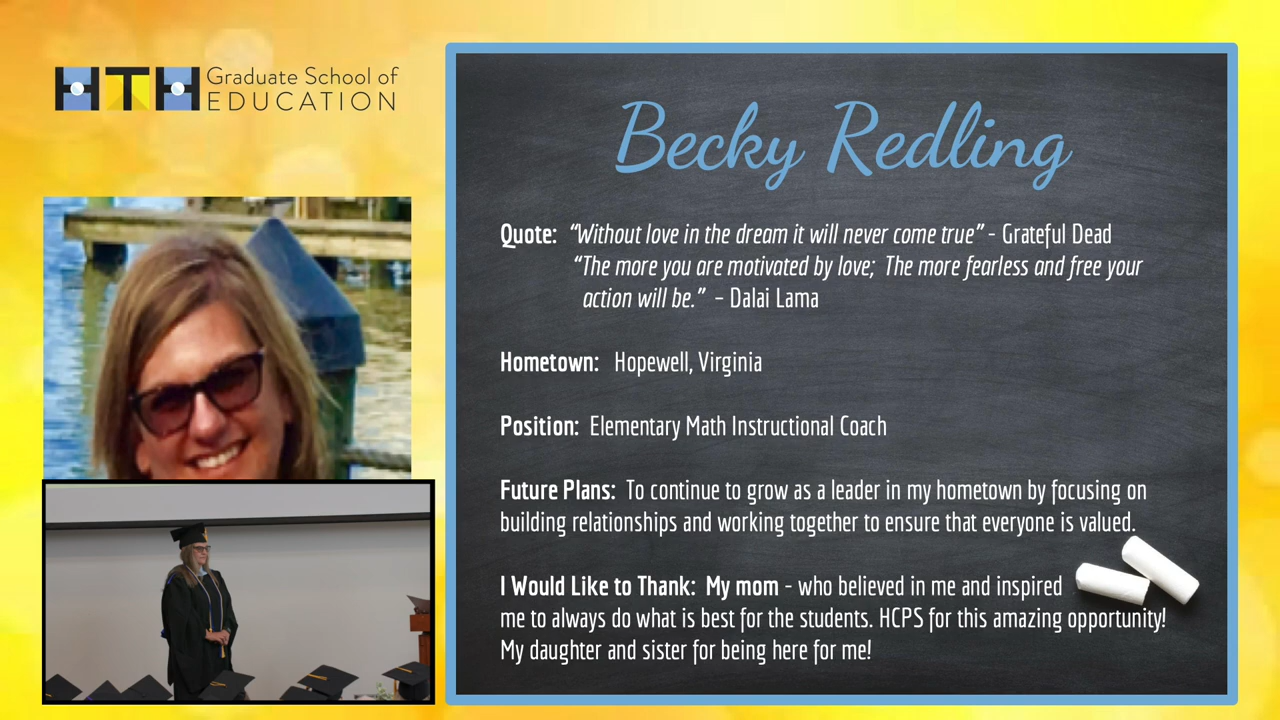 HTH Graduate School of
EDUCATION
Becky Redling
Quote: “Without love in the dream it will never come true” - Grateful Dead
“The more you are motivated by love; The more fearless and free your
action will be.” – Dalai Lama
Hometown: Hopewell, Virginia
Position: Elementary Math Instructional Coach
Future Plans: To continue to grow as a leader in my hometown by focusing on
building relationships and working together to ensure that everyone is valued.
I Would Like to Thank: My mom - who believed in me and inspired
me to always do what is best for the students. HCPS for this amazing opportunity!
My daughter and sister for being here for me!